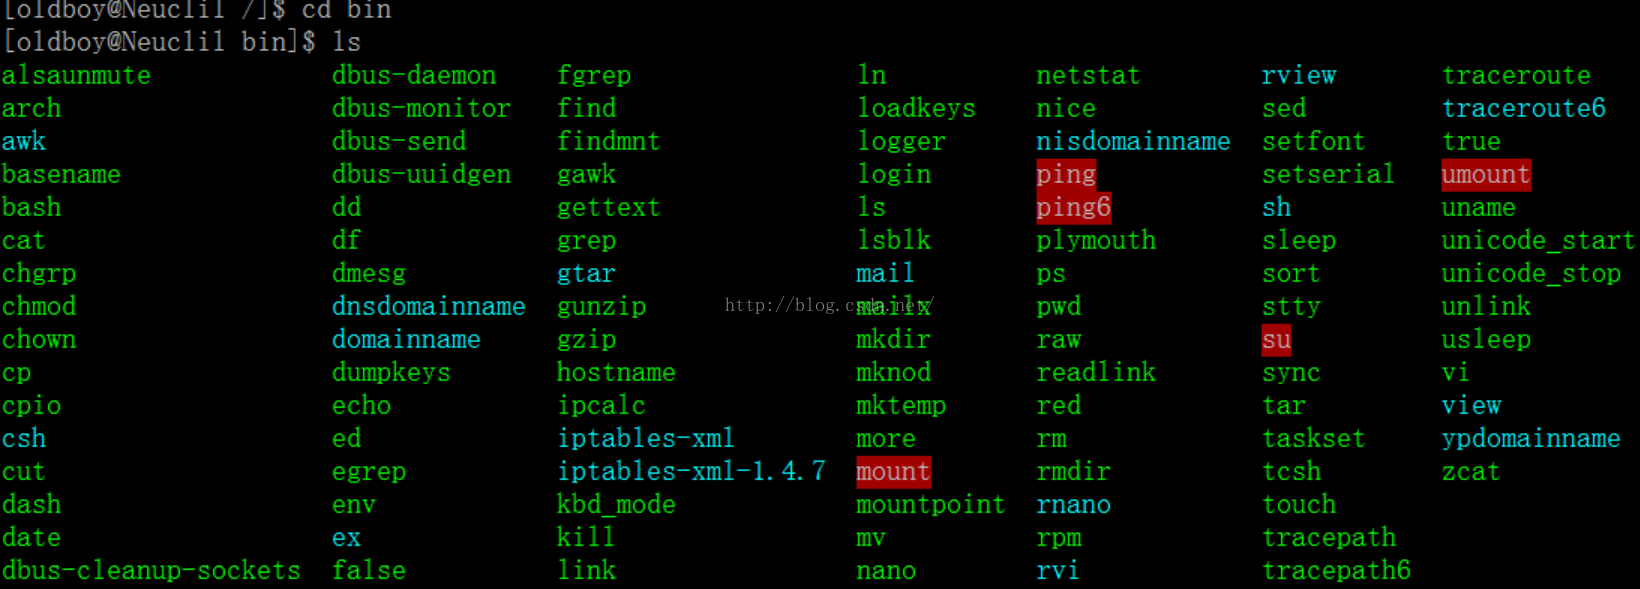 [oldboy@Neuclil /]$ cd bin
[oldboy@Neuclil bin]$ ls
alsaunmute dbus-daemon fgrep ln netstat rview traceroute
arch dbus-monitor find loadkeys nice sed traceroute6
awk dbus-send findmnt logger nisdomainname setfont true
basename dbus-uuidgen gawk login ping setserial umount
bash dd gettext ls ping6 sh uname
cat df grep lsblk plymouth sleep unicode_start
chgrp dmesg gtar mail ps sort unicode_stop
chmod dnsdomainname gunzip mailx pwd stty unlink
http://blog.csdn.net/
chown domainname gzip mkdir raw su usleep
cp dumpkeys hostname mknod readlink sync vi
cpio echo ipcalc mktemp red tar view
csh ed iptables-xml more rm taskset ypdomainname
cut egrep iptables-xml-1.4.7 mount rmdir tcsh zcat
dash env kbd_mode mountpoint rnano touch
date ex kill mv rpm tracepath
dbus-cleanup-sockets false link nano rvi tracepath6